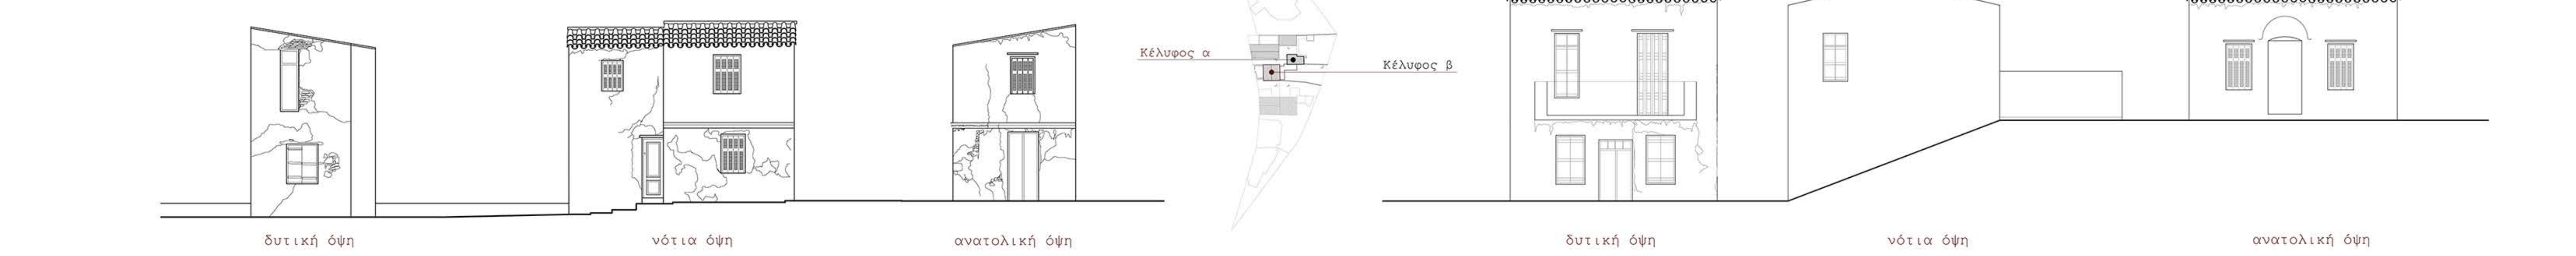 Κέλυφος α
Κέλυφος β
δυτική όψη
νότια όψη
ανατολική όψη
δυτική όψη
νότια όψη
ανατολική όψη